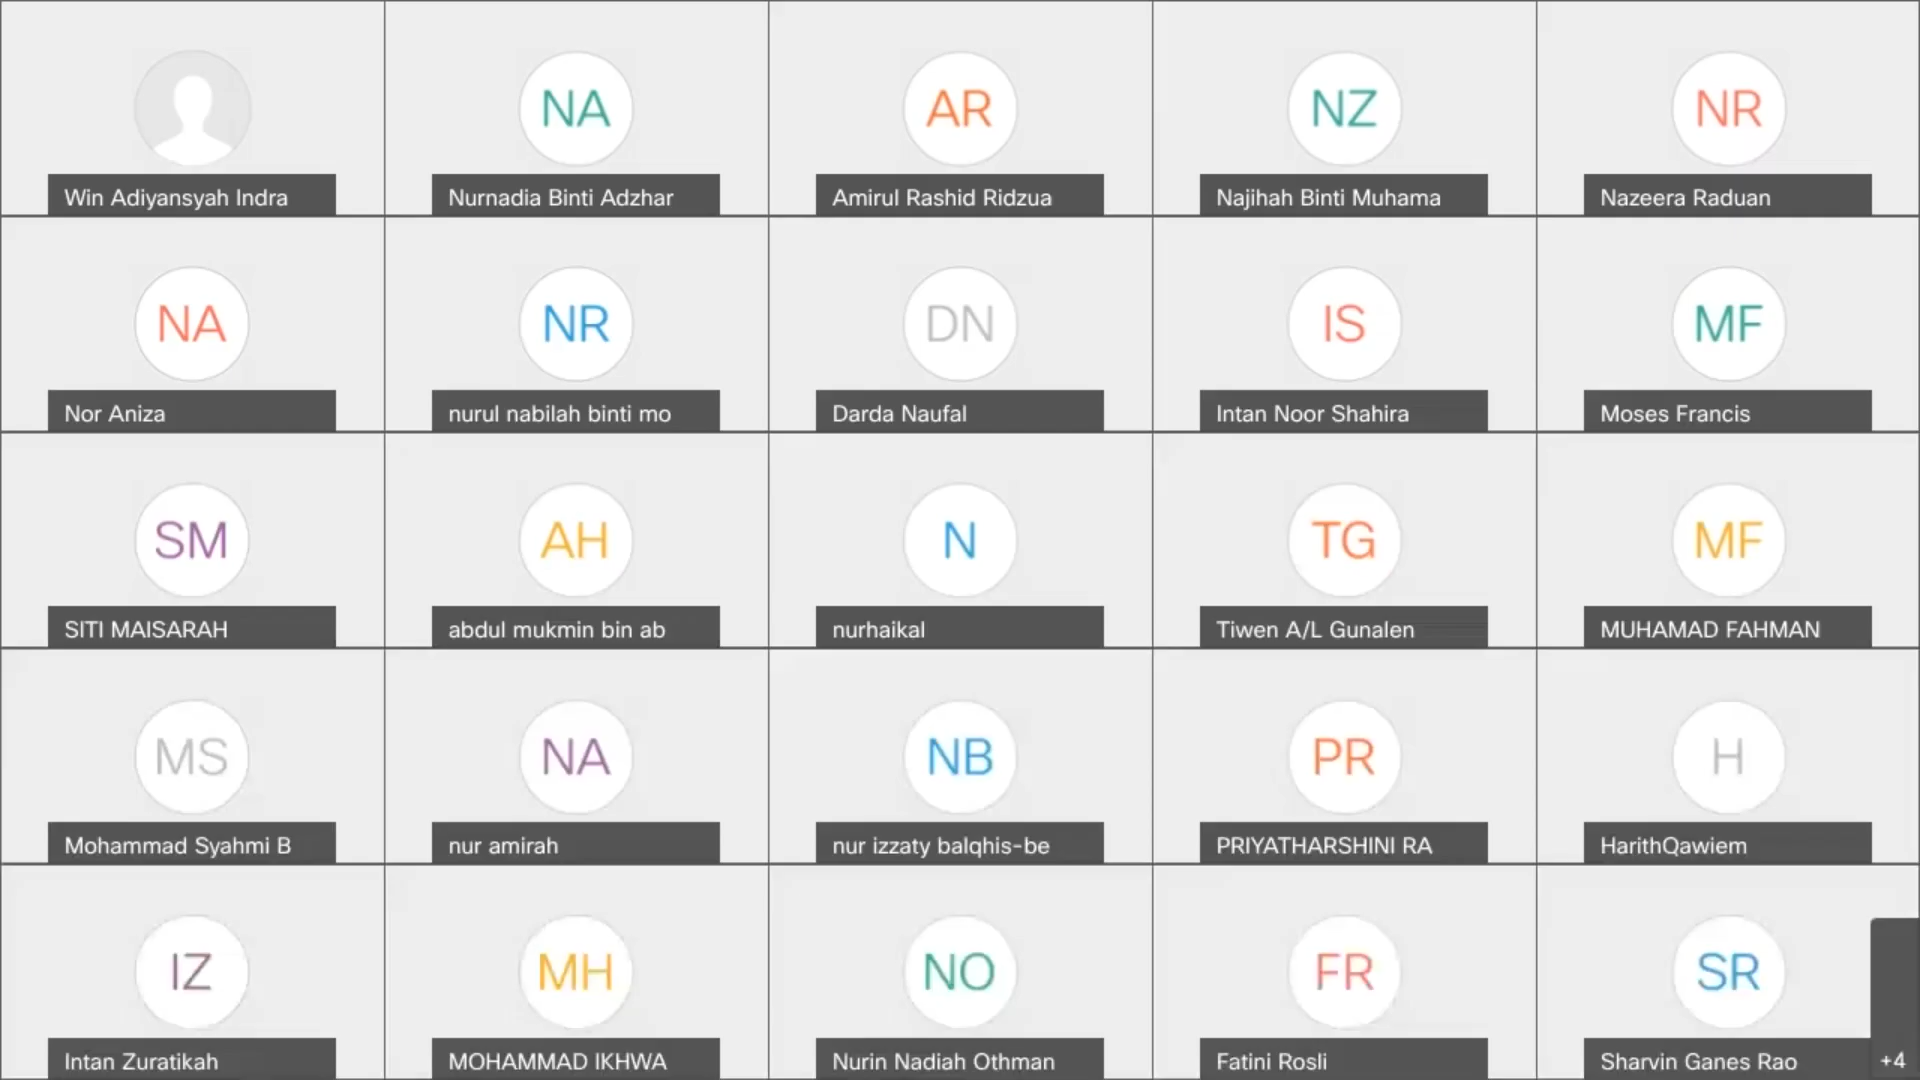 NA
AR
NZ
NR
Win Adiyansyah Indra
Nurnadia Binti Adzhar
Amirul Rashid Ridzua
Najihah Binti Muhama
Nazeera Raduan
NA
NR
DN
IS
MF
Nor Aniza
nurul nabilah binti mo
Darda Naufal
Intan Noor Shahira
Moses Francis
SM
AH
N
TG
MF
SITI MAISARAH
abdul mukmin bin ab
nurhaikal
Tiwen A/L Gunalen
MUHAMAD FAHMAN
MS
NA
NB
PR
H
Mohammad Syahmi B
nur amirah
nur izzaty balqhis-be
PRIYATHARSHINI RA
HarithQawiem
IZ
MH
NO
FR
SR
Intan Zuratikah
MOHAMMAD IKHWA
Nurin Nadiah Othman
Fatini Rosli
Sharvin Ganes Rao
+4